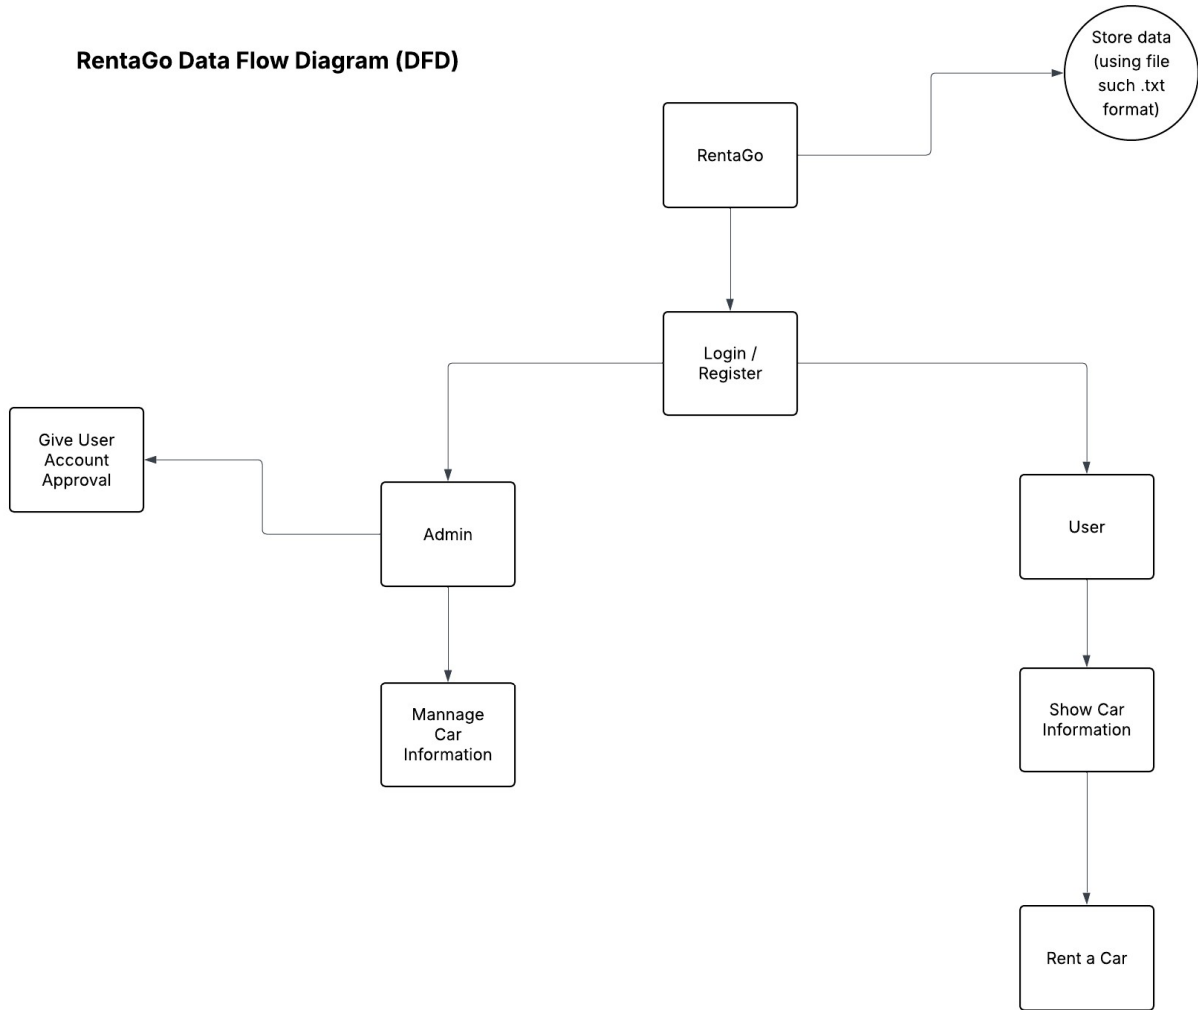 RentaGo Data Flow Diagram (DFD)
Store data
(using file
such .txt
format)
RentaGo
Login /
Register
Give User
Account
Approval
Admin
User
Mannage
Car
Information
Show Car
Information
Rent a Car